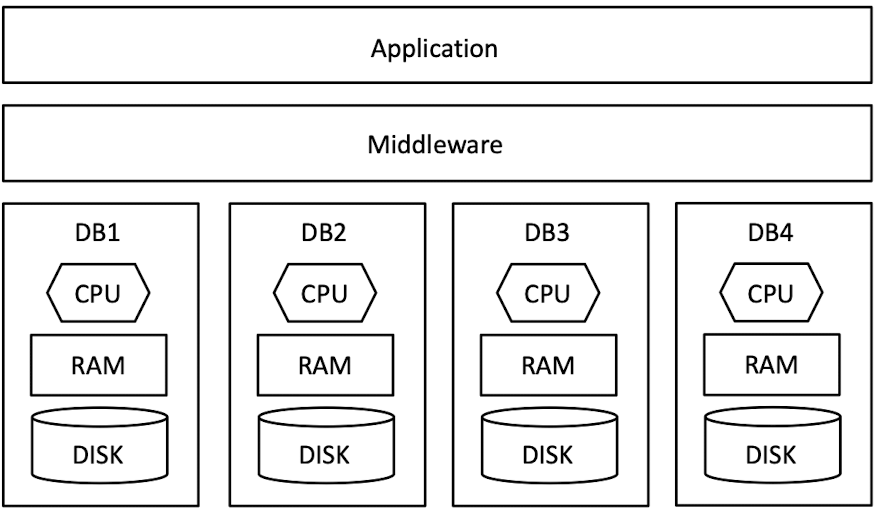 Application
Middleware
DB1
CPU
RAM
DISK
DB2
CPU
RAM
DISK
DB3
CPU
RAM
DISK
DB4
CPU
RAM
DISK